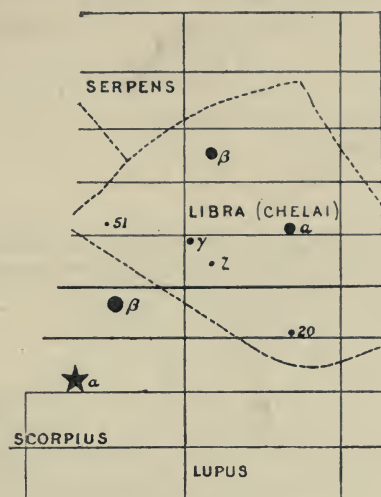 SERPENS
β
51
LIBRA (CHELAI)
α
γ
β
20
α
SCORPIUS
LUPUS